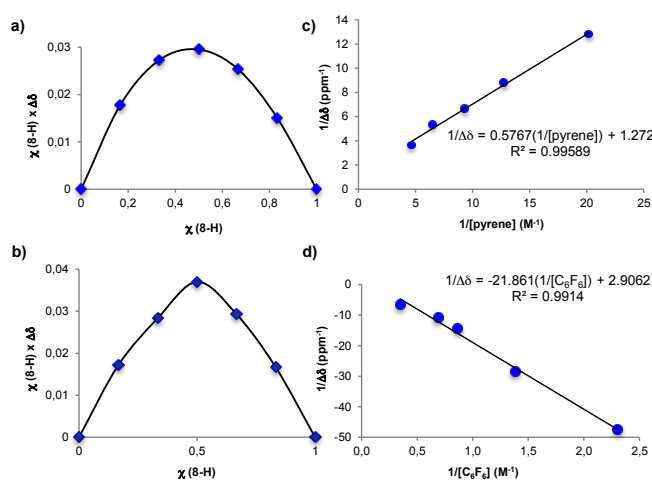 a)
0,03
0,02
0,01
0
0
0,2
0,4
0,6
0,8
1
χ (8-H) x Δδ
χ (8-H)
c)
14
12
10
8
6
4
2
0
0
5
10
15
20
25
1/Δδ (ppm⁻¹)
1/[pyrene] (M⁻¹)
1/Δδ = 0.5767(1/[pyrene]) + 1.272
R² = 0.99589
b)
0,04
0,03
0,02
0,01
0
0
0,5
1
χ (8-H) x Δδ
χ (8-H)
d)
0
-10
-20
-30
-40
-50
0,0
0,5
1,0
1,5
2,0
2,5
1/Δδ (ppm⁻¹)
1/[C₆F₆] (M⁻¹)
1/Δδ = -21.861(1/[C₆F₆]) + 2.9062
R² = 0.9914